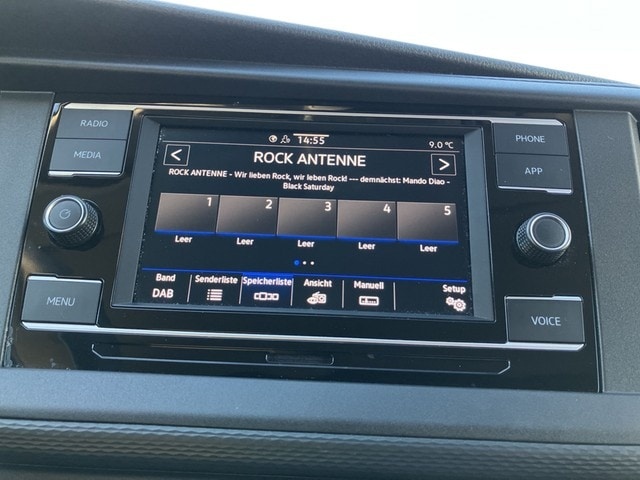 RADIO
MEDIA
MENU
PHONE
APP
VOICE
14:55
9.0 °C
<
ROCK ANTENNE
>
ROCK ANTENNE - Wir lieben Rock, wir leben Rock! --- demnächst: Mando Diao -
Black Saturday
1 2 3 4 5
Leer Leer Leer Leer Leer
Band Senderliste Speicherliste Ansicht Manuell Setup
DAB